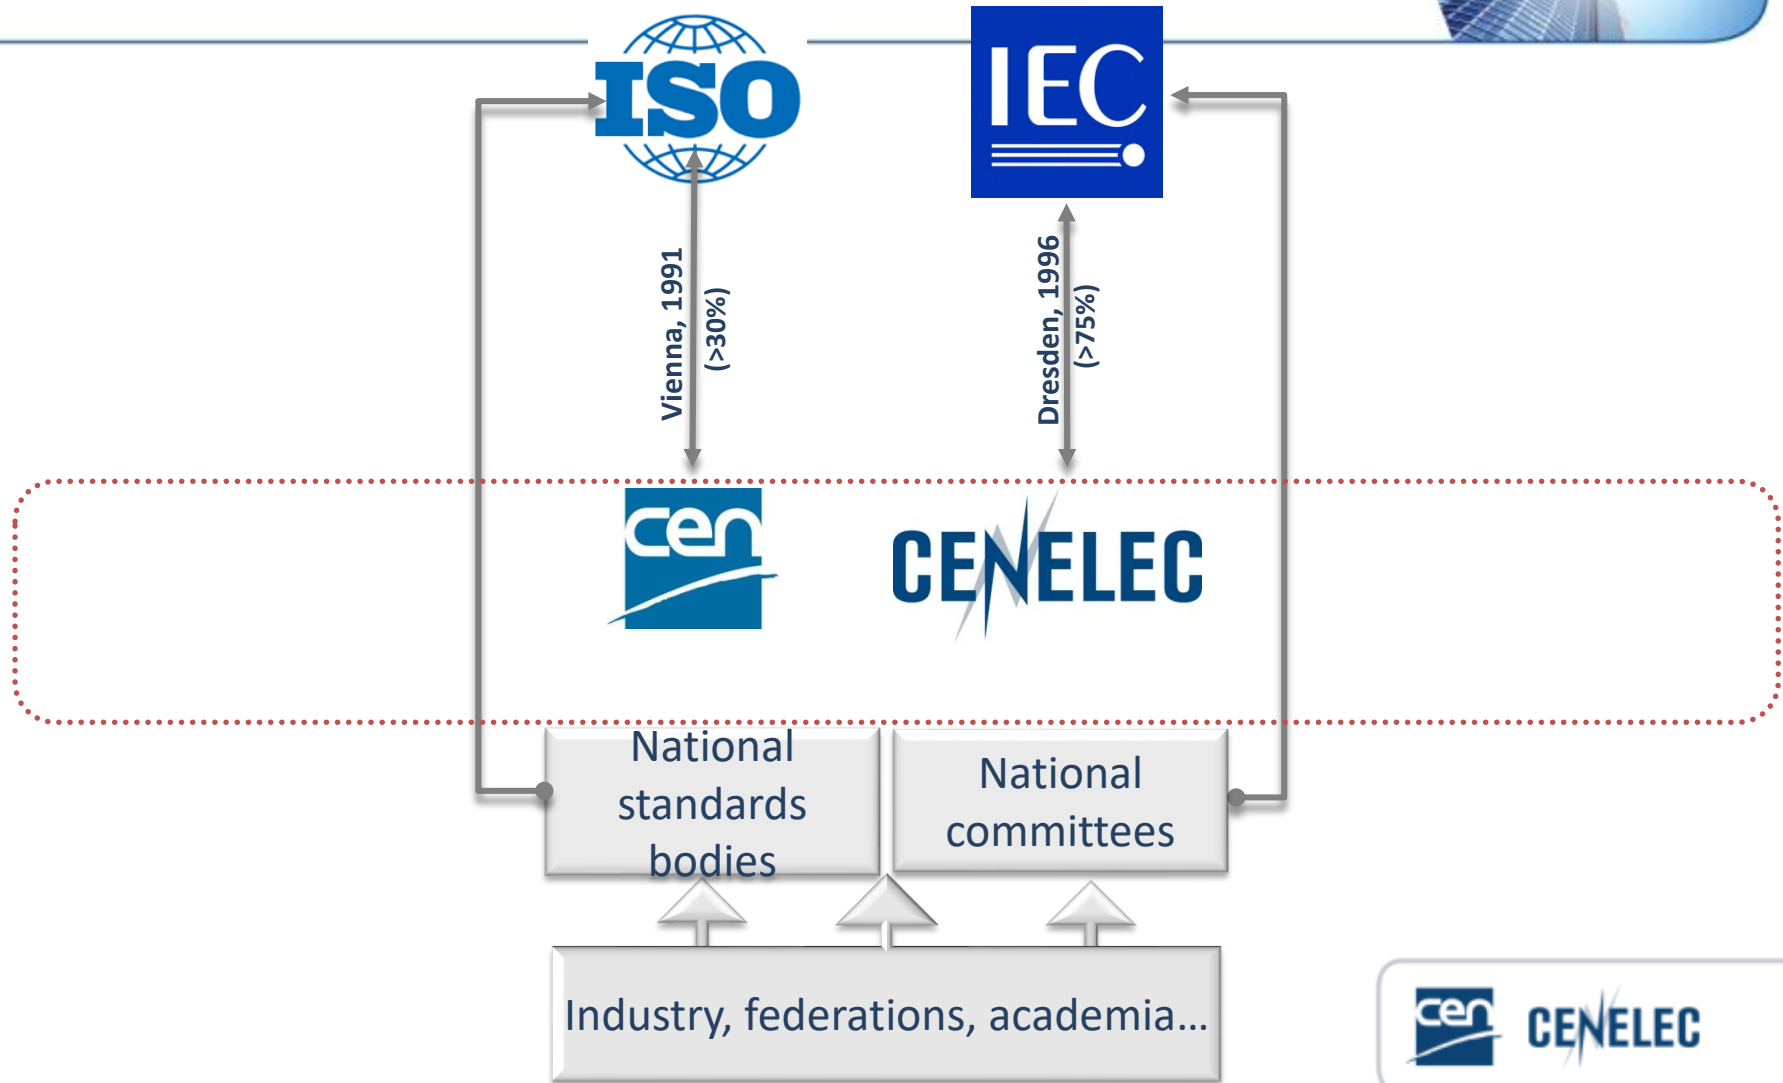 ISO
IEC
Vienna, 1991
(>30%)
Dresden, 1996
(>75%)
cen
CENELEC
National
standards
bodies
National
committees
Industry, federations, academia…
cen
CENELEC